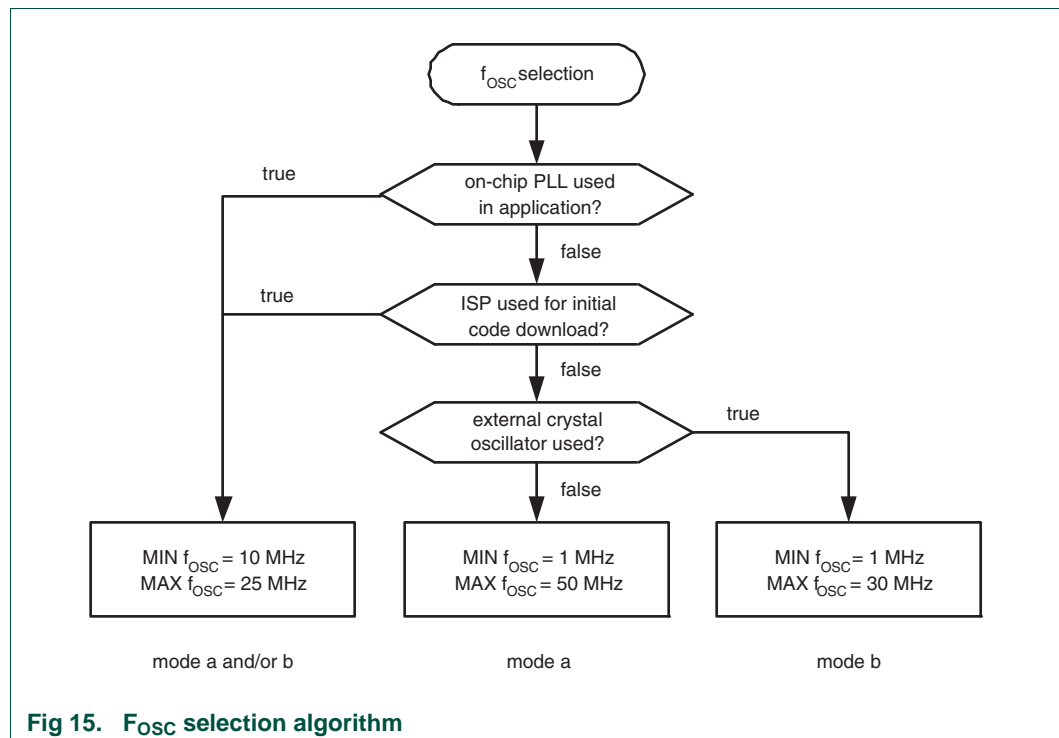 fOSC selection
true
on-chip PLL used
in application?
false
true
ISP used for initial
code download?
false
external crystal
oscillator used?
true
false
MIN fOSC = 10 MHz
MAX fOSC = 25 MHz
MIN fOSC = 1 MHz
MAX fOSC = 50 MHz
MIN fOSC = 1 MHz
MAX fOSC = 30 MHz
mode a and/or b
mode a
mode b
Fig 15. FOSC selection algorithm